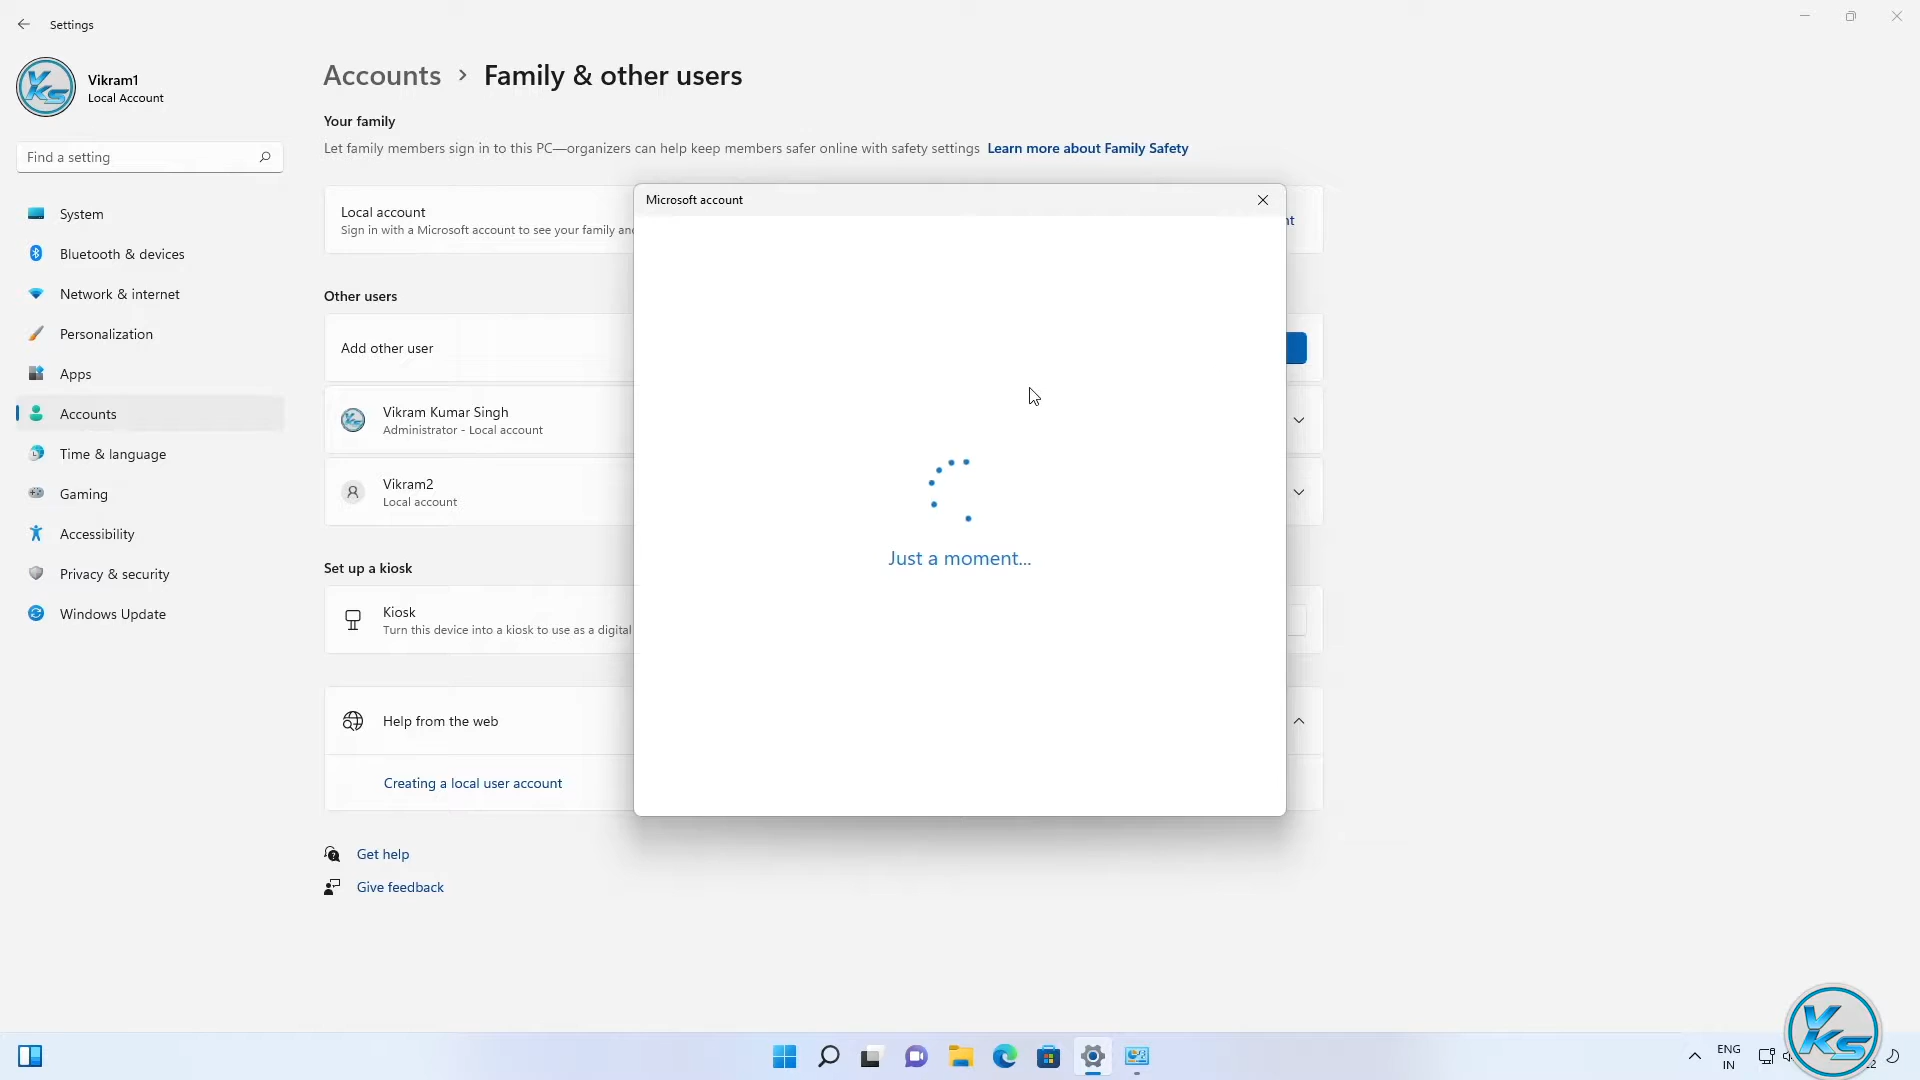 Settings
Vikram1
Local Account
Find a setting
System
Bluetooth & devices
Network & internet
Personalization
Apps
Accounts
Time & language
Gaming
Accessibility
Privacy & security
Windows Update
Accounts > Family & other users
Your family
Let family members sign in to this PC—organizers can help keep members safer online with safety settings Learn more about Family Safety
Local account
Sign in with a Microsoft account to see your family
Other users
Add other user
Vikram Kumar Singh
Administrator - Local account
Vikram2
Local account
Set up a kiosk
Kiosk
Turn this device into a kiosk to use as a digital
Help from the web
Creating a local user account
Get help
Give feedback
Microsoft account
Just a moment...
ENG
IN
VKS